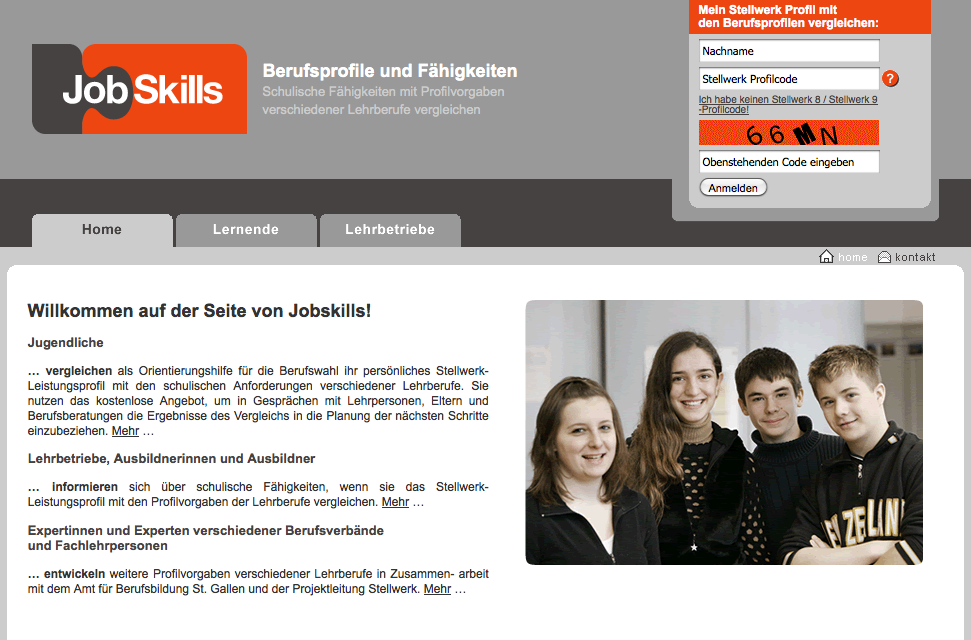 Mein Stellwerk Profil mit
den Berufsprofilen vergleichen:
Nachname
Stellwerk Profilcode
?
Ich habe keinen Stellwerk 8 / Stellwerk 9
-Profilcode!
66MN
Obenstehenden Code eingeben
Anmelden
JobSkills
Berufsprofile und Fähigkeiten
Schulische Fähigkeiten mit Profilvorgaben
verschiedener Lehrberufe vergleichen
Home
Lernende
Lehrbetriebe
home
kontakt
Willkommen auf der Seite von Jobskills!
Jugendliche
... vergleichen als Orientierungshilfe für die Berufswahl ihr persönliches Stellwerk-
Leistungsprofil mit den schulischen Anforderungen verschiedener Lehrberufe. Sie
nutzen das kostenlose Angebot, um in Gesprächen mit Lehrpersonen, Eltern und
Berufsberatungen die Ergebnisse des Vergleichs in die Planung der nächsten Schritte
einzubeziehen. Mehr ...
Lehrbetriebe, Ausbildnerinnen und Ausbildner
... informieren sich über schulische Fähigkeiten, wenn sie das Stellwerk-
Leistungsprofil mit den Profilvorgaben der Lehrberufe vergleichen. Mehr ...
Expertinnen und Experten verschiedener Berufsverbände
und Fachlehrpersonen
... entwickeln weitere Profilvorgaben verschiedener Lehrberufe in Zusammen- arbeit
mit dem Amt für Berufsbildung St. Gallen und der Projektleitung Stellwerk. Mehr ...